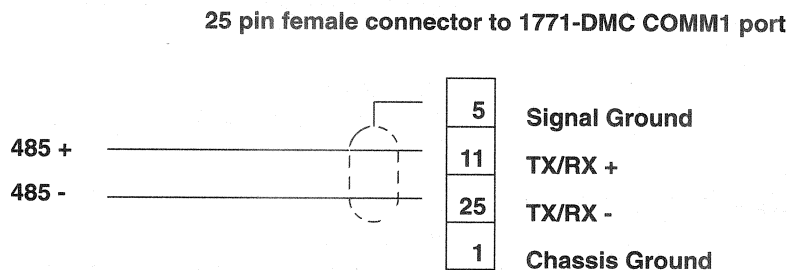 25 pin female connector to 1771-DMC COMM1 port
5 Signal Ground
485 + 11 TX/RX +
485 - 25 TX/RX -
1 Chassis Ground